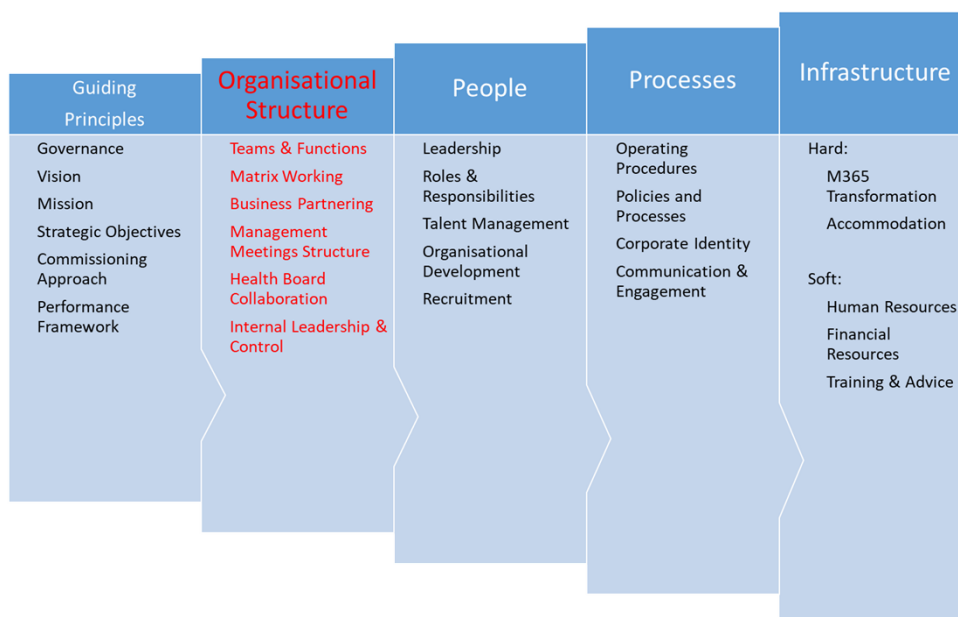 Guiding
Principles
Governance
Vision
Mission
Strategic Objectives
Commissioning
Approach
Performance
Framework
Organisational
Structure
Teams & Functions
Matrix Working
Business Partnering
Management
Meetings Structure
Health Board
Collaboration
Internal Leadership &
Control
People
Leadership
Roles &
Responsibilities
Talent Management
Organisational
Development
Recruitment
Processes
Operating
Procedures
Policies and
Processes
Corporate Identity
Communication &
Engagement
Infrastructure
Hard:
M365
Transformation
Accommodation
Soft:
Human Resources
Financial
Resources
Training & Advice